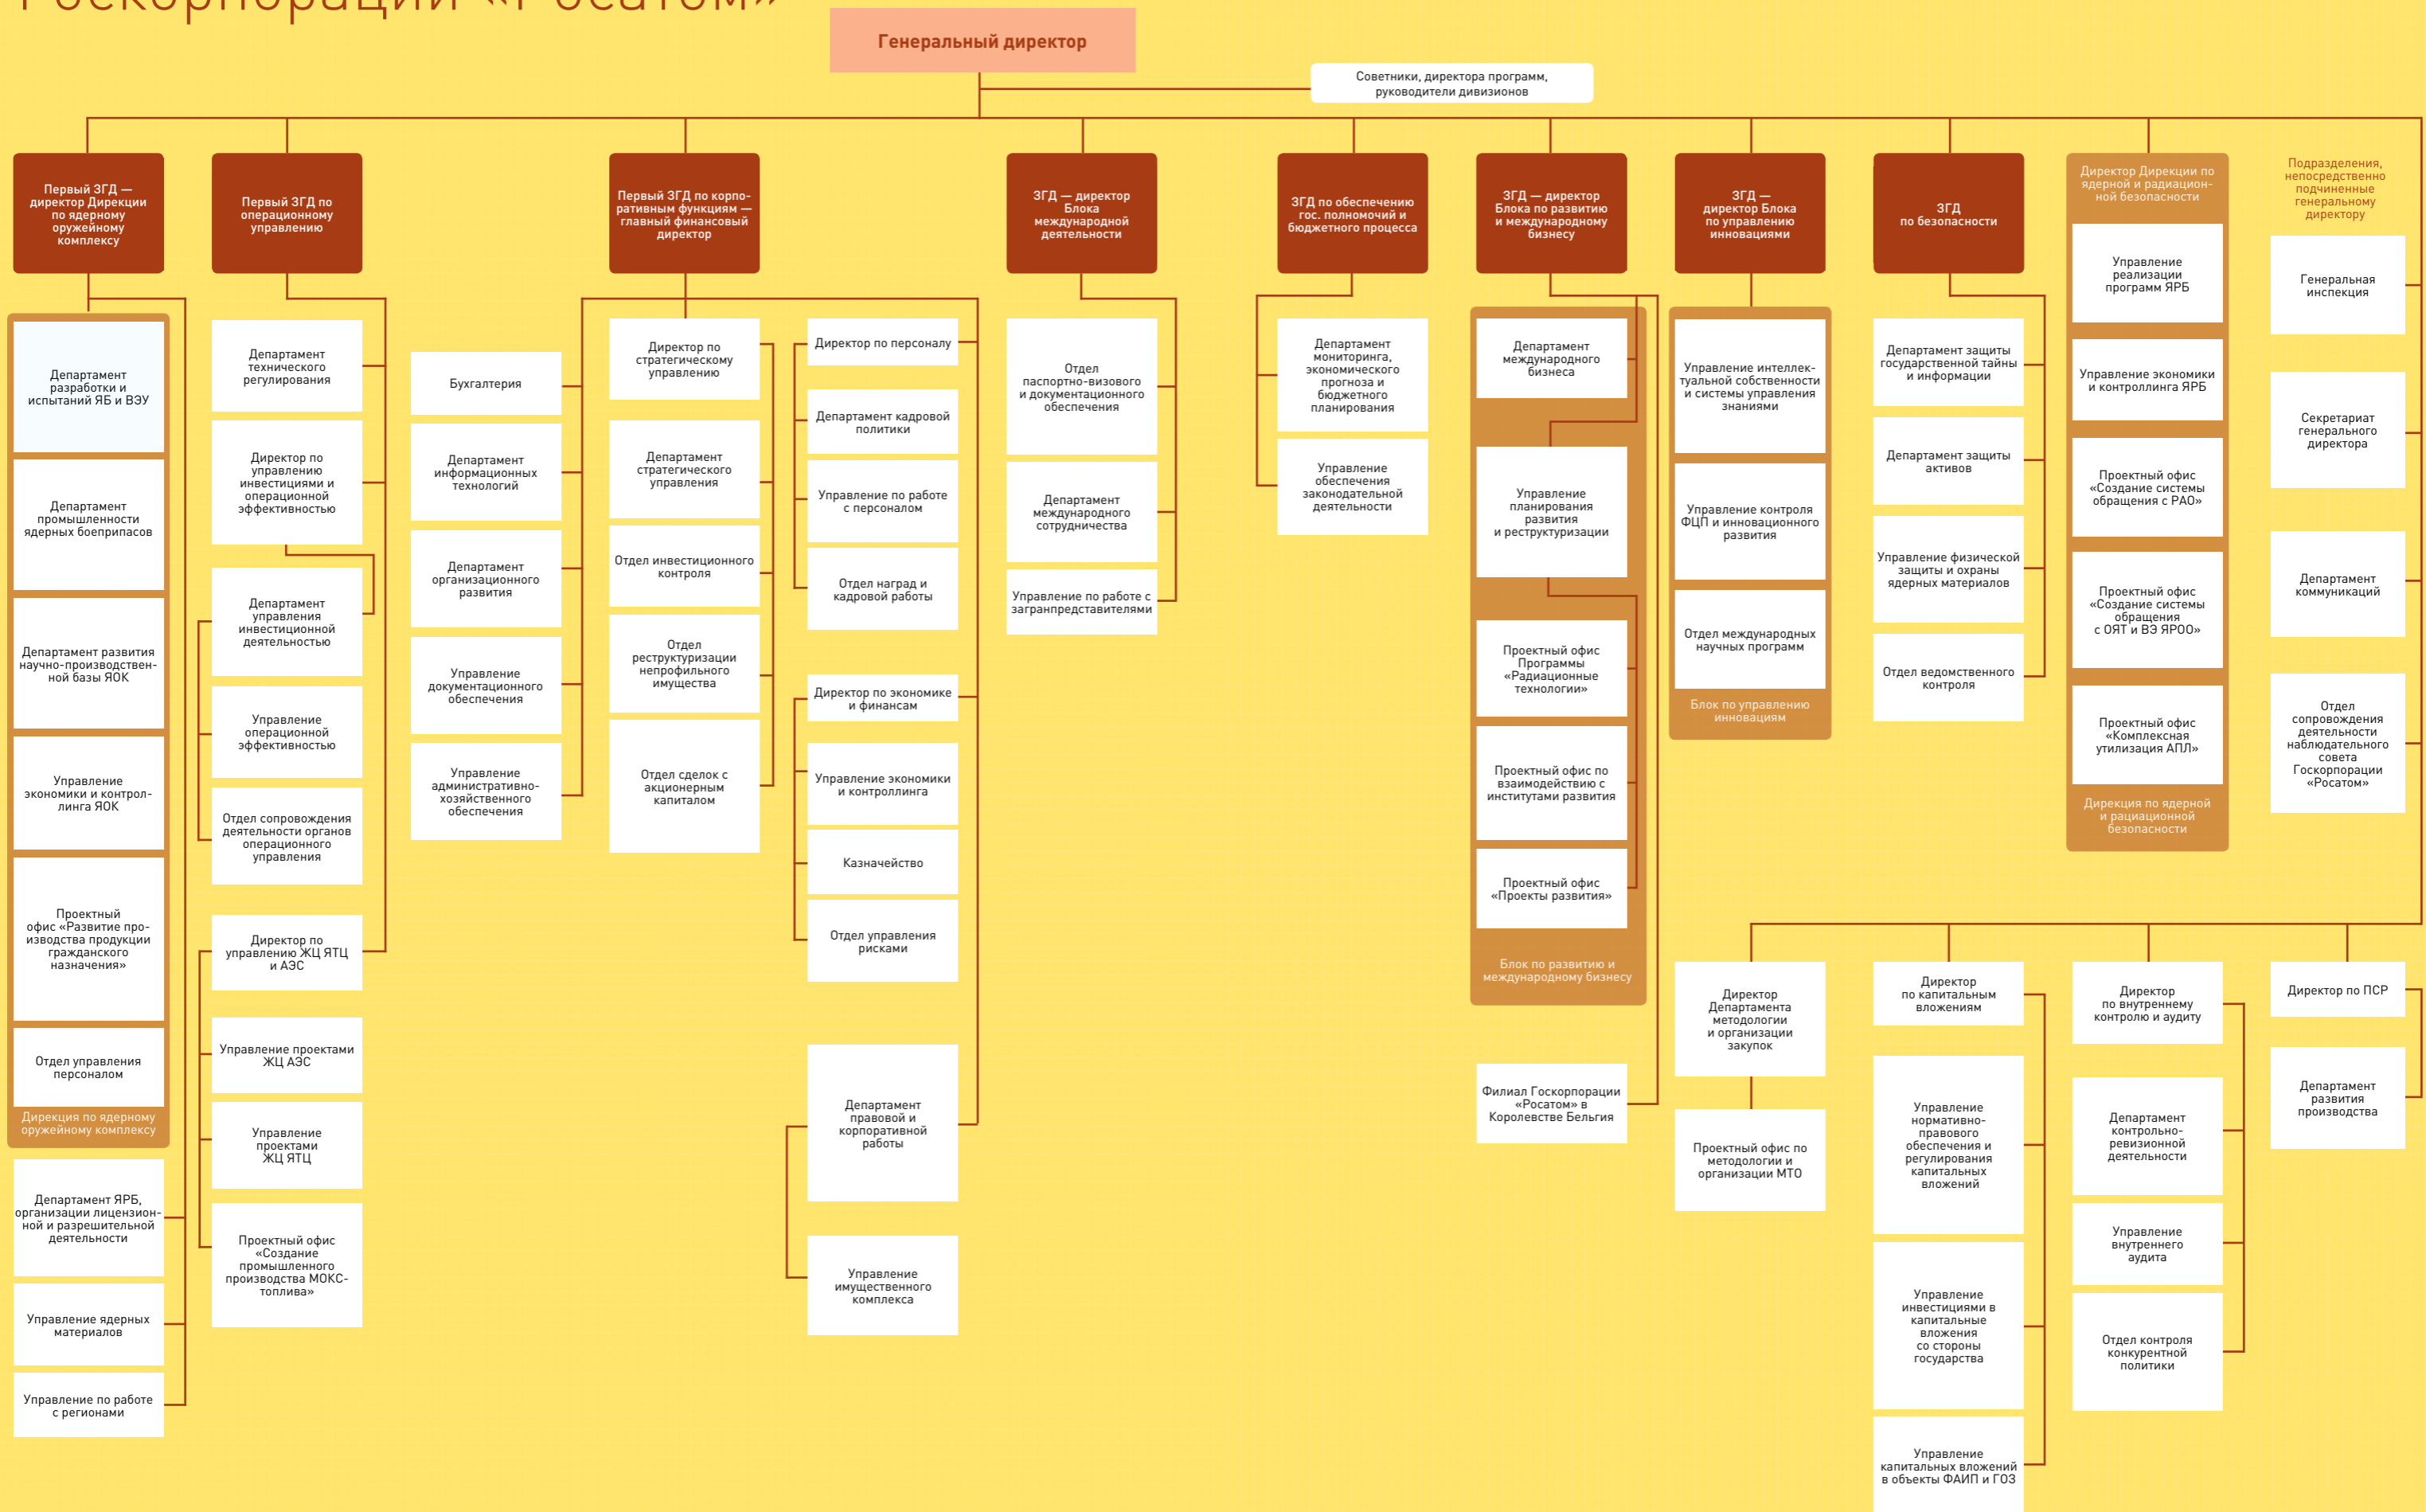 Госкорпорации «Росатом»
Генеральный директор
Советники, директора программ,
руководители дивизионов
Первый ЗГД —
директор Дирекции
по ядерному
оружейному
комплексу
Первый ЗГД по
операционному
управлению
Первый ЗГД по корпо-
ративным функциям —
главный финансовый
директор
ЗГД — директор
Блока
международной
деятельности
ЗГД по обеспечению
гос. полномочий и
бюджетного процесса
ЗГД — директор
Блока по развитию
и международному
бизнесу
ЗГД —
директор Блока
по управлению
инновациями
ЗГД
по безопасности
Директор Дирекции по
ядерной и радиацион-
ной безопасности
Подразделения,
непосредственно
подчиненные
генеральному
директору
Департамент
разработки и
испытаний ЯБ и ВЭУ
Департамент
промышленности
ядерных боеприпасов
Департамент развития
научно-производствен-
ной базы ЯОК
Управление
экономики и контрол-
линга ЯОК
Проектный
офис «Развитие про-
изводства продукции
гражданского
назначения»
Отдел управления
персоналом
Дирекция по ядерному
оружейному комплексу
Департамент ЯРБ,
организации лицензион-
ной и разрешительной
деятельности
Управление ядерных
материалов
Управление по работе
с регионами
Департамент
технического
регулирования
Директор по
управлению
инвестициями и
операционной
эффективностью
Департамент
управления
инвестиционной
деятельностью
Управление
операционной
эффективностью
Отдел сопровождения
деятельности органов
операционного
управления
Директор по
управлению ЖЦ ЯТЦ
и АЭС
Управление проектами
ЖЦ АЭС
Управление
проектами
ЖЦ ЯТЦ
Проектный офис
«Создание
промышленного
производства МОКС-
топлива»
Бухгалтерия
Департамент
информационных
технологий
Департамент
организационного
развития
Управление
документационного
обеспечения
Управление
административно-
хозяйственного
обеспечения
Директор по
стратегическому
управлению
Департамент
стратегического
управления
Отдел инвестиционного
контроля
Отдел
реструктуризации
непрофильного
имущества
Отдел сделок с
акционерным
капиталом
Директор по персоналу
Департамент кадровой
политики
Управление по работе
с персоналом
Отдел наград и
кадровой работы
Директор по экономике
и финансам
Управление экономики
и контроллинга
Казначейство
Отдел управления
рисками
Департамент
правовой и
корпоративной
работы
Управление
имущественного
комплекса
Отдел
паспортно-визового
и документационного
обеспечения
Департамент
международного
сотрудничества
Управление по работе с
загранпредставителями
Департамент
мониторинга,
экономического
прогноза и
бюджетного
планирования
Управление
обеспечения
законодательной
деятельности
Департамент
международного
бизнеса
Управление
планирования
развития
и реструктуризации
Проектный офис
Программы
«Радиационные
технологии»
Проектный офис по
взаимодействию с
институтами развития
Проектный офис
«Проекты развития»
Блок по развитию и
международному бизнесу
Филиал Госкорпорации
«Росатом» в
Королевстве Бельгия
Управление интеллек-
туальной собственности
и системы управления
знаниями
Управление контроля
ФЦП и инновационного
развития
Отдел международных
научных программ
Блок по управлению
инновациям
Департамент защиты
государственной тайны
и информации
Департамент защиты
активов
Управление физической
защиты и охраны
ядерных материалов
Отдел ведомственного
контроля
Управление
реализации
программ ЯРБ
Управление экономики
и контроллинга ЯРБ
Проектный офис
«Создание системы
обращения с РАО»
Проектный офис
«Создание системы
обращения
с ОЯТ и ВЭ ЯРОО»
Проектный офис
«Комплексная
утилизация АПЛ»
Дирекция по ядерной
и рациационной
безопасности
Генеральная
инспекция
Секретариат
генерального
директора
Департамент
коммуникаций
Отдел
сопровождения
деятельности
наблюдательного
совета
Госкорпорации
«Росатом»
Директор
Департамента
методологии
и организации
закупок
Проектный офис по
методологии и
организации МТО
Директор
по капитальным
вложениям
Управление
нормативно-
правового
обеспечения и
регулирования
капитальных
вложений
Управление
инвестициями в
капитальные
вложения
со стороны
государства
Управление
капитальных вложений
в объекты ФАИП и ГОЗ
Директор
по внутреннему
контролю и аудиту
Департамент
контрольно-
ревизионной
деятельности
Управление
внутреннего
аудита
Отдел контроля
конкурентной
политики
Директор по ПСР
Департамент
развития
производства